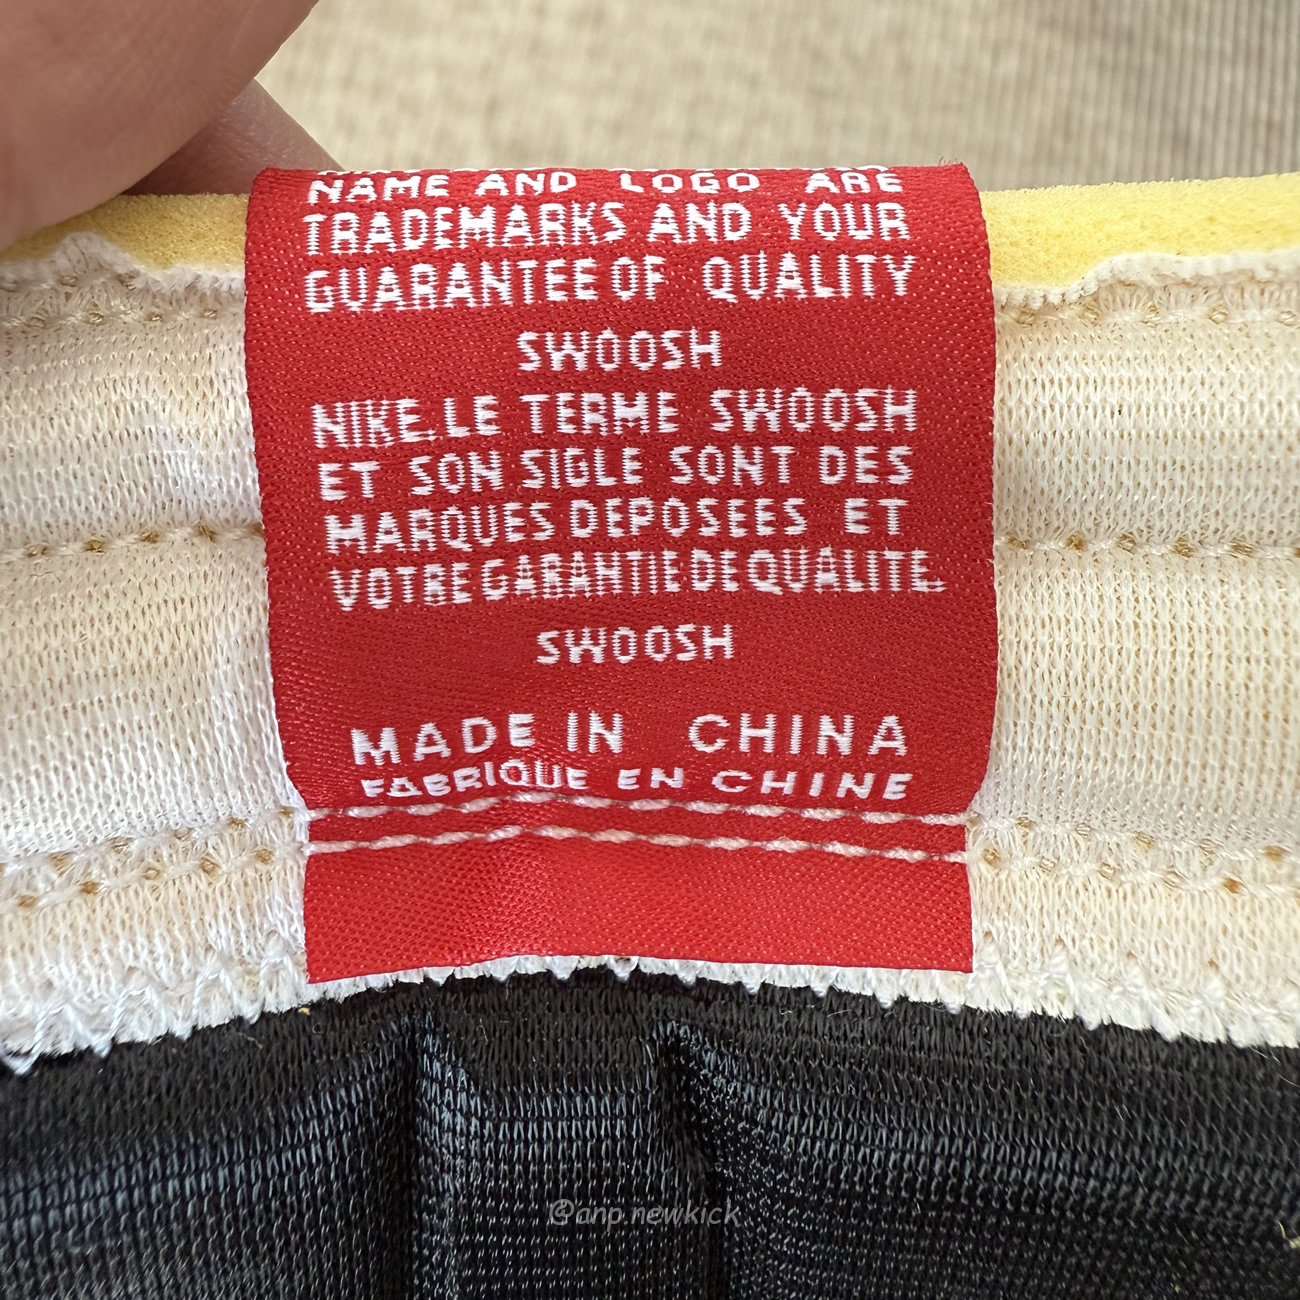 NAME AND LOGO ARE
TRADEMARKS AND YOUR
GUARANTEE OF QUALITY
SWOOSH
NIKE.LE TERME SWOOSH
ET SON SIGLE SONT DES
MARQUES DEPOSEES ET
VOTRE GARAHTIE DE QUALITE.
SWOOSH
MADE IN CHINA
FABRIQUE EN CHINE
@anp.newkick